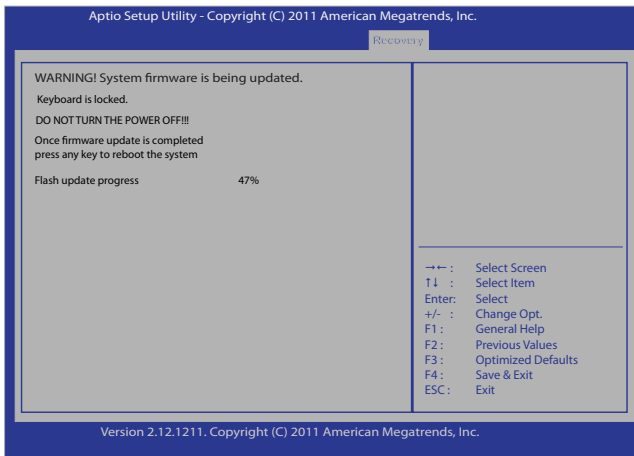 Aptio Setup Utility - Copyright (C) 2011 American Megatrends, Inc.
Recovery
WARNING! System firmware is being updated.
Keyboard is locked.
DO NOT TURN THE POWER OFF!!!
Once firmware update is completed
press any key to reboot the system
Flash update progress 47%
→← : Select Screen
↑↓ : Select Item
Enter: Select
+/- : Change Opt.
F1 : General Help
F2 : Previous Values
F3 : Optimized Defaults
F4 : Save & Exit
ESC : Exit
Version 2.12.1211. Copyright (C) 2011 American Megatrends, Inc.